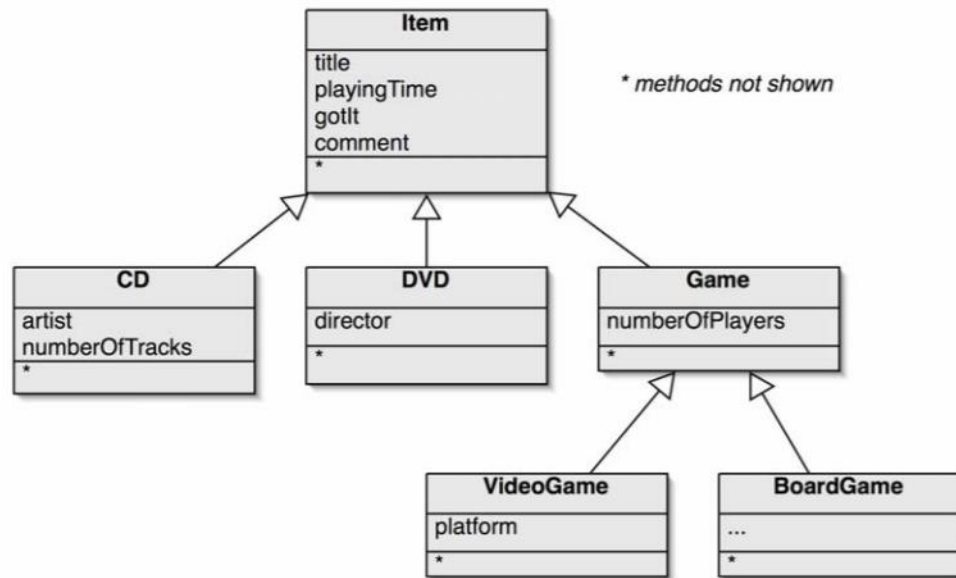 Item
title
playingTime
gotIt
comment
*
* methods not shown
CD
artist
numberOfTracks
*
DVD
director
*
Game
numberOfPlayers
*
VideoGame
platform
*
BoardGame
...
*